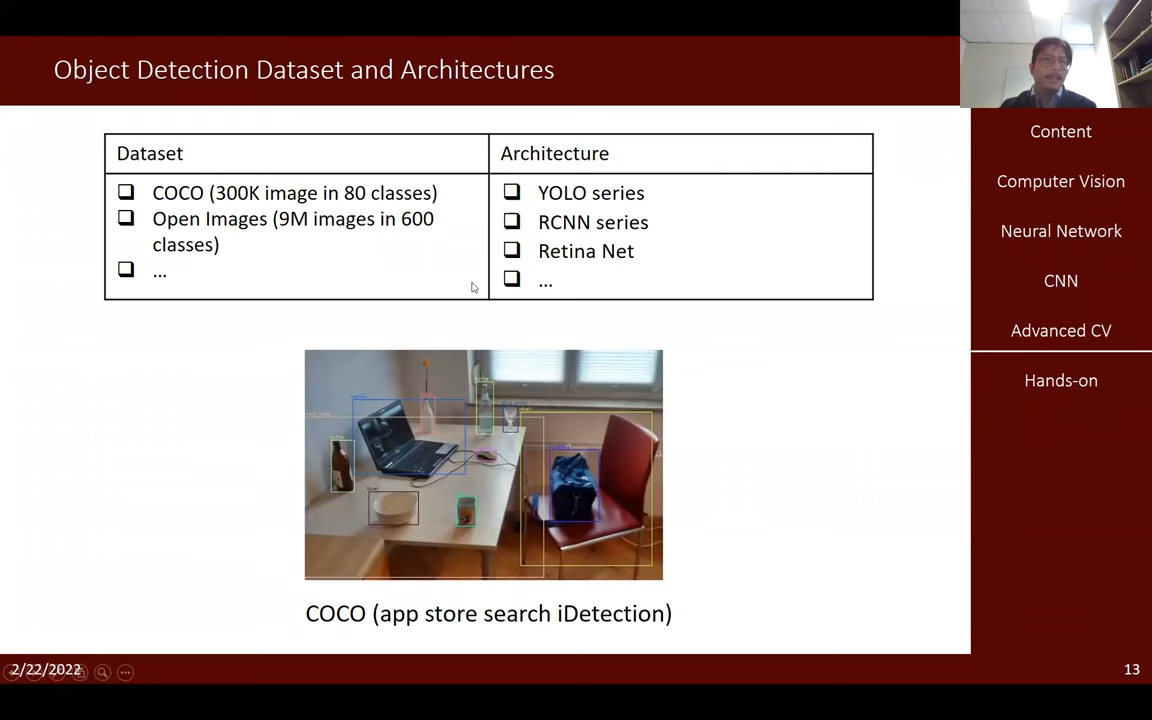 Object Detection Dataset and Architectures
Dataset
Architecture
COCO (300K image in 80 classes)
Open Images (9M images in 600
classes)
...
YOLO series
RCNN series
Retina Net
...
COCO (app store search iDetection)
Content
Computer Vision
Neural Network
CNN
Advanced CV
Hands-on
2/22/2022
13